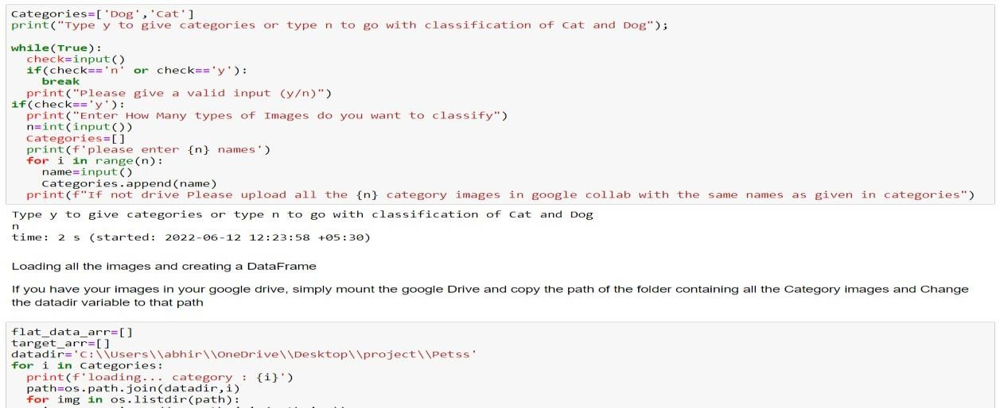 Categories=['Dog','Cat']
print("Type y to give categories or type n to go with classification of Cat and Dog");

while(True):
  check=input()
  if(check=='n' or check=='y'):
    break
  print("Please give a valid input (y/n)")
if(check=='y'):
  print("Enter How Many types of Images do you want to classify")
  n=int(input())
  Categories=[]
  print(f'please enter {n} names')
  for i in range(n):
    name=input()
    Categories.append(name)
  print(f"If not drive Please upload all the {n} category images in google collab with the same names as given in categories")
Type y to give categories or type n to go with classification of Cat and Dog
n
time: 2 s (started: 2022-06-12 12:23:58 +05:30)
Loading all the images and creating a DataFrame
If you have your images in your google drive, simply mount the google Drive and copy the path of the folder containing all the Category images and Change
the datadir variable to that path
flat_data_arr=[]
target_arr=[]
datadir='C:\\Users\\abhir\\OneDrive\\Desktop\\project\\Petss'
for i in Categories:
  print(f'loading... category : {i}')
  path=os.path.join(datadir,i)
  for img in os.listdir(path):